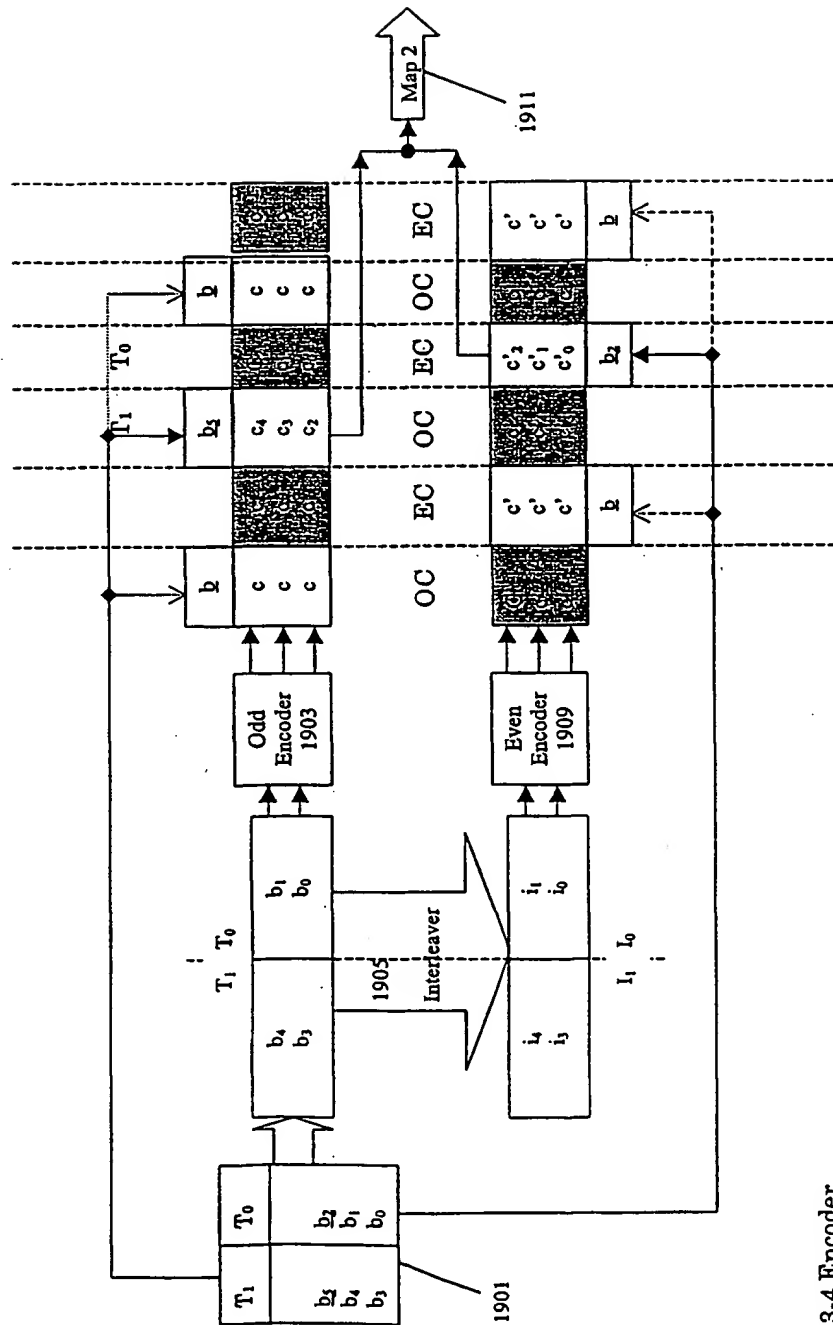 T₁ T₀
b₅ b₂
b₄ b₁
b₃ b₀
1901
T₁ T₀
b₄ b₁
b₃ b₀
1905
Interleaver
i₄ i₁
i₃ i₀
I₁ I₀
Odd
Encoder
1903
Even
Encoder
1909
T₁ T₀
b b₅ b
c c₄ c
c c₃ c
c c₂ c
OC EC OC EC OC EC
c' c'₂ c'
c' c'₁ c'
c' c'₀ c'
b b₂ b
Map 2
1911
3-4 Encoder